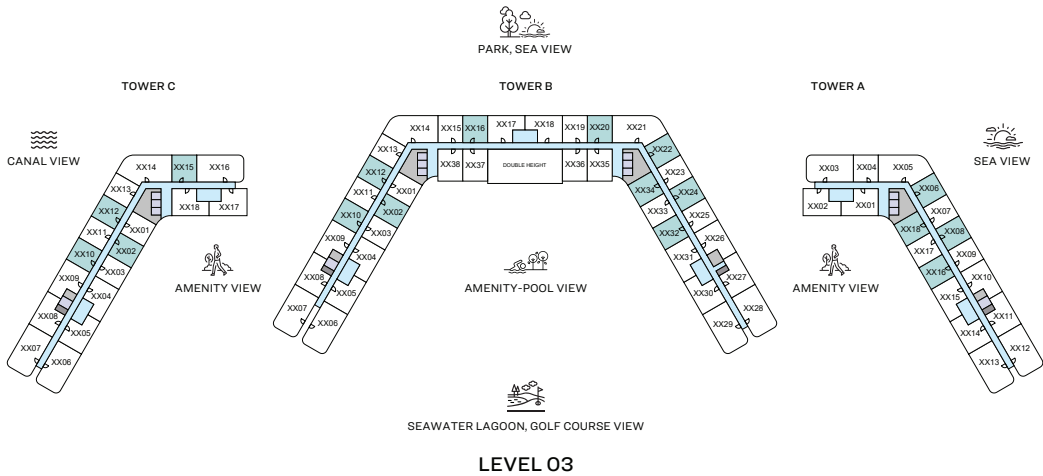 PARK, SEA VIEW
TOWER C
TOWER B
TOWER A
CANAL VIEW
SEA VIEW
XX14
XX15
XX16
XX13
XX12
XX11
XX10
XX09
XX08
XX07
XX06
XX05
XX04
XX03
XX02
XX01
XX18
XX17
AMENITY VIEW
XX14
XX15
XX16
XX17
XX18
XX19
XX20
XX21
XX13
XX12
XX11
XX10
XX09
XX08
XX07
XX06
XX05
XX04
XX03
XX02
XX01
XX38
XX37
DOUBLE HEIGHT
XX36
XX35
XX22
XX23
XX24
XX25
XX26
XX27
XX28
XX29
XX30
XX31
XX32
XX33
XX34
AMENITY-POOL VIEW
XX03
XX04
XX05
XX02
XX01
XX06
XX07
XX08
XX09
XX10
XX11
XX12
XX13
XX14
XX15
XX16
XX17
XX18
AMENITY VIEW
SEAWATER LAGOON, GOLF COURSE VIEW
LEVEL 03